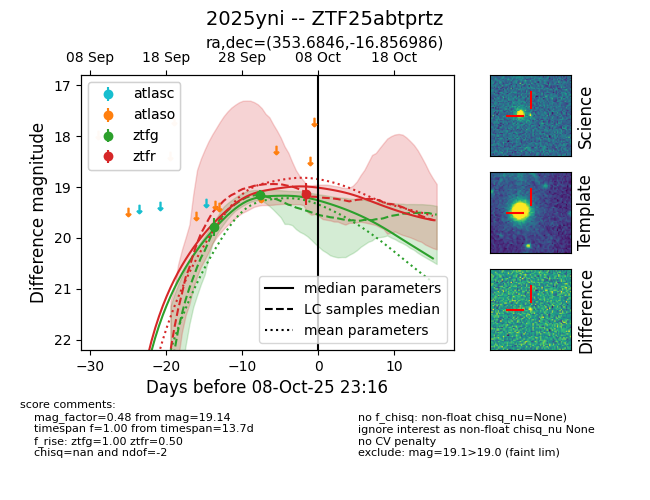 2025yni -- ZTF25abtprtz
ra,dec=(353.6846,-16.856986)
08 Sep 18 Sep 28 Sep 08 Oct 18 Oct
17
18
19
20
21
22
Difference magnitude
atlasc
atlaso
ztfg
ztfr
median parameters
LC samples median
mean parameters
−30 −20 −10 0 10
Days before 08-Oct-25 23:16
Science
Template
Difference
score comments:
mag_factor=0.48 from mag=19.14
timespan f=1.00 from timespan=13.7d
f_rise: ztfg=1.00 ztfr=0.50
chisq=nan and ndof=-2
no f_chisq: non-float chisq_nu=None)
ignore interest as non-float chisq_nu None
no CV penalty
exclude: mag=19.1>19.0 (faint lim)